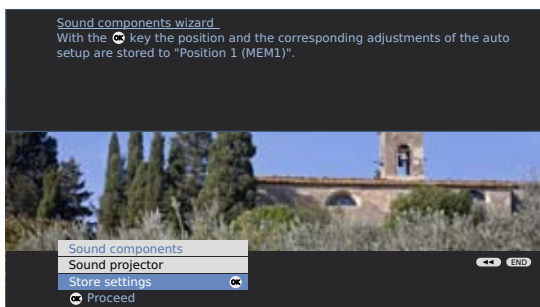 Sound components wizard
With the OK key the position and the corresponding adjustments of the auto
setup are stored to "Position 1 (MEM1)".
Sound components
Sound projector
Store settings OK
OK Proceed
◀◀ END